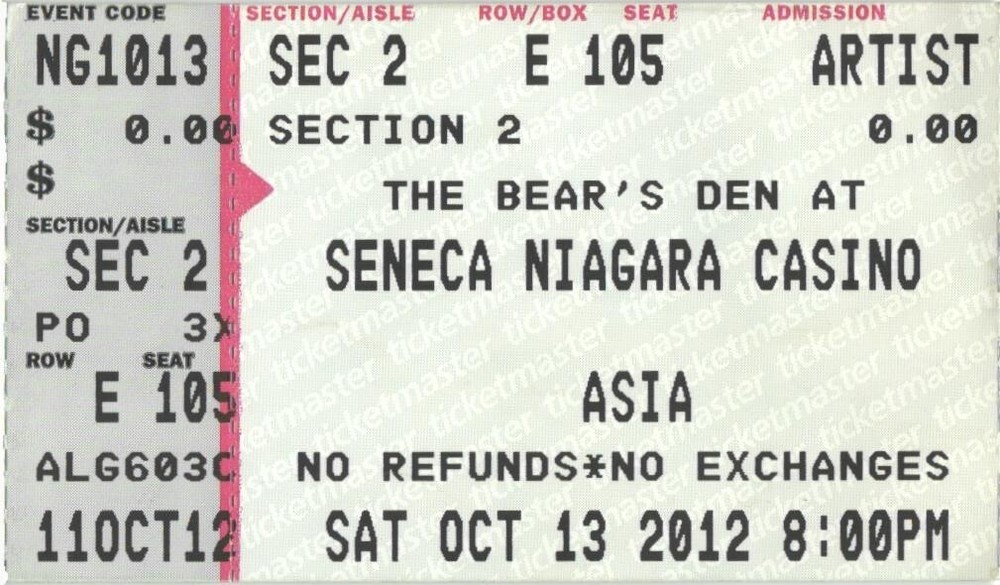 EVENT CODE
NG1013
$ 0.00
$
SECTION/AISLE
SEC 2
PO 3X
ROW SEAT
E 105
ALG603C
11OCT12
SECTION/AISLE ROW/BOX SEAT ADMISSION
SEC 2 E 105 ARTIST
SECTION 2 0.00
THE BEAR'S DEN AT
SENECA NIAGARA CASINO
ASIA
NO REFUNDS*NO EXCHANGES
SAT OCT 13 2012 8:00PM
ticketmaster